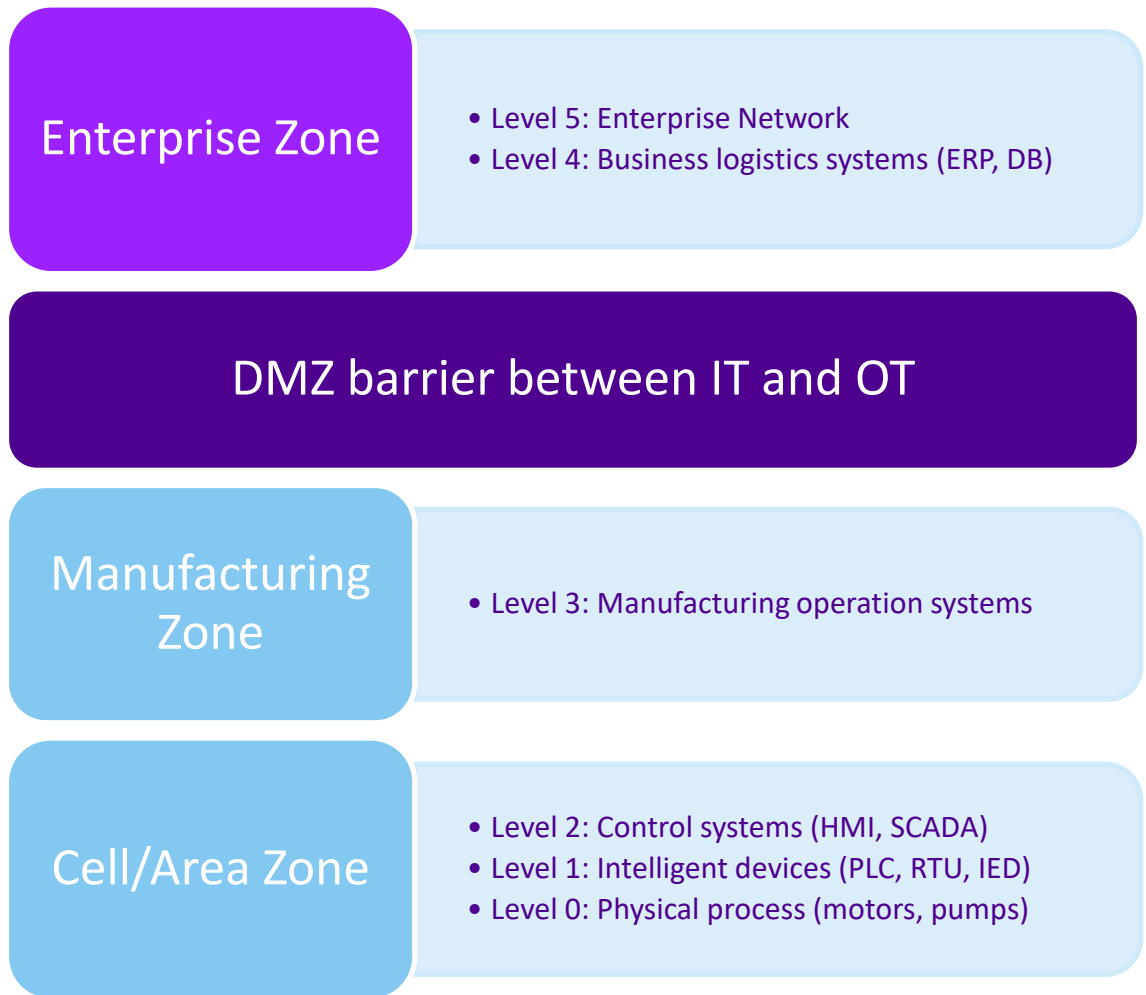 Enterprise Zone
• Level 5: Enterprise Network
• Level 4: Business logistics systems (ERP, DB)
DMZ barrier between IT and OT
Manufacturing
Zone
• Level 3: Manufacturing operation systems
Cell/Area Zone
• Level 2: Control systems (HMI, SCADA)
• Level 1: Intelligent devices (PLC, RTU, IED)
• Level 0: Physical process (motors, pumps)